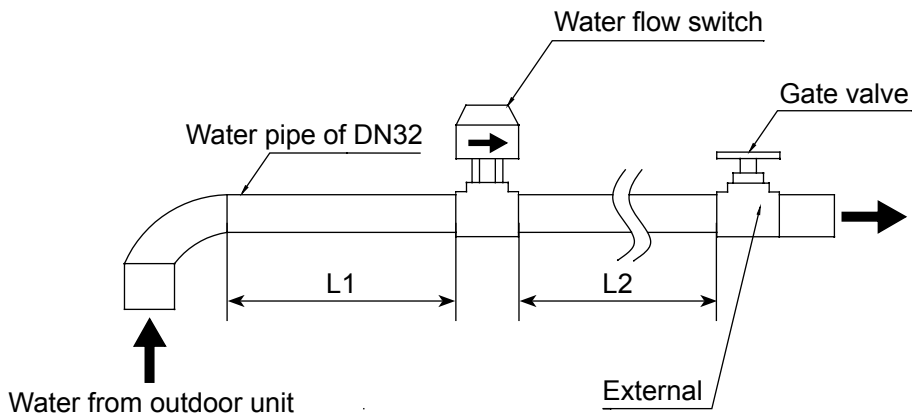 Water flow switch
Gate valve
Water pipe of DN32
L1
L2
Water from outdoor unit
External